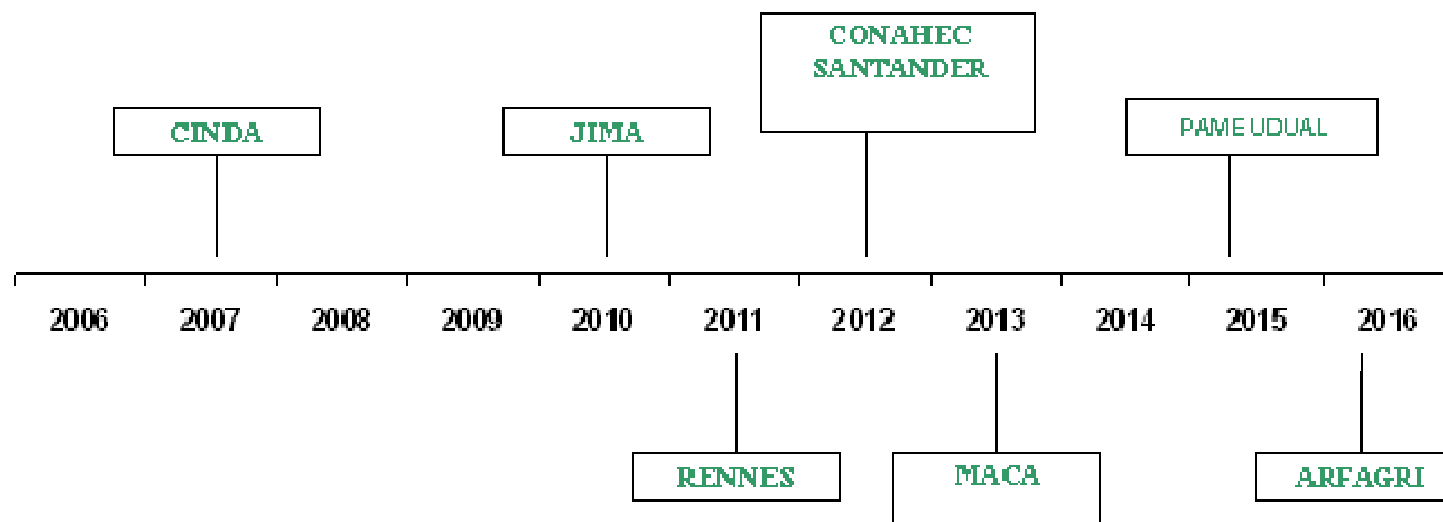 CONAHEC
SANTANDER
CINDA
JIMA
PAME UDUAL
2006 2007 2008 2009 2010 2011 2012 2013 2014 2015 2016
RENNES
MACA
ARFAGRI